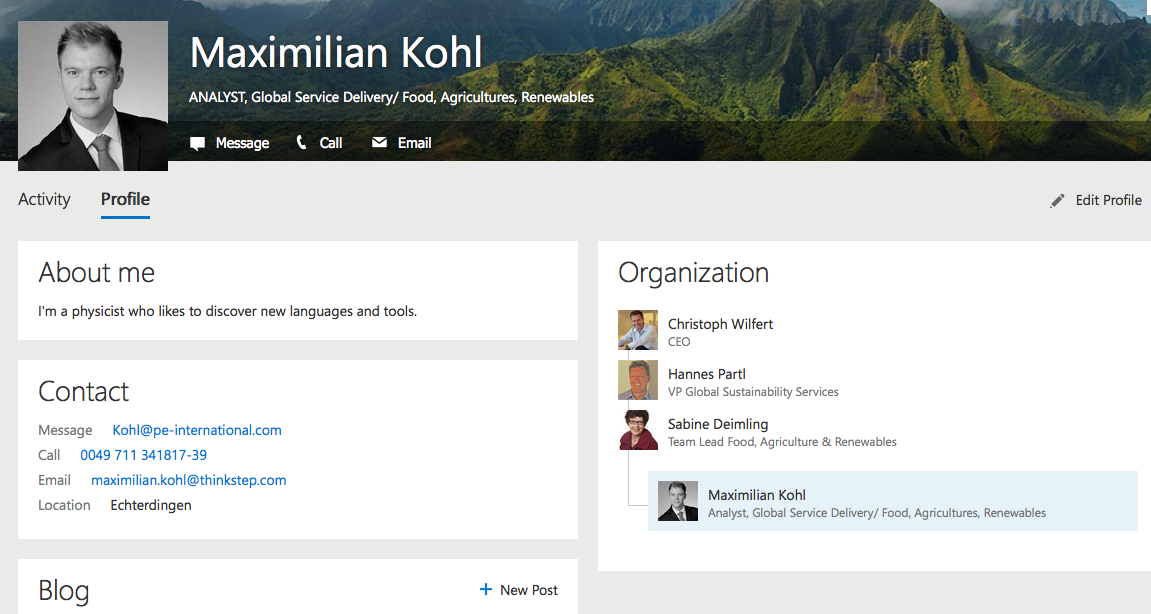 Maximilian Kohl
ANALYST, Global Service Delivery/ Food, Agricultures, Renewables
Message Call Email
Activity Profile
Edit Profile
About me
I'm a physicist who likes to discover new languages and tools.
Contact
Message Kohl@pe-international.com
Call 0049 711 341817-39
Email maximilian.kohl@thinkstep.com
Location Echterdingen
Blog
+ New Post
Organization
Christoph Wilfert
CEO
Hannes Partl
VP Global Sustainability Services
Sabine Deimling
Team Lead Food, Agriculture & Renewables
Maximilian Kohl
Analyst, Global Service Delivery/ Food, Agricultures, Renewables